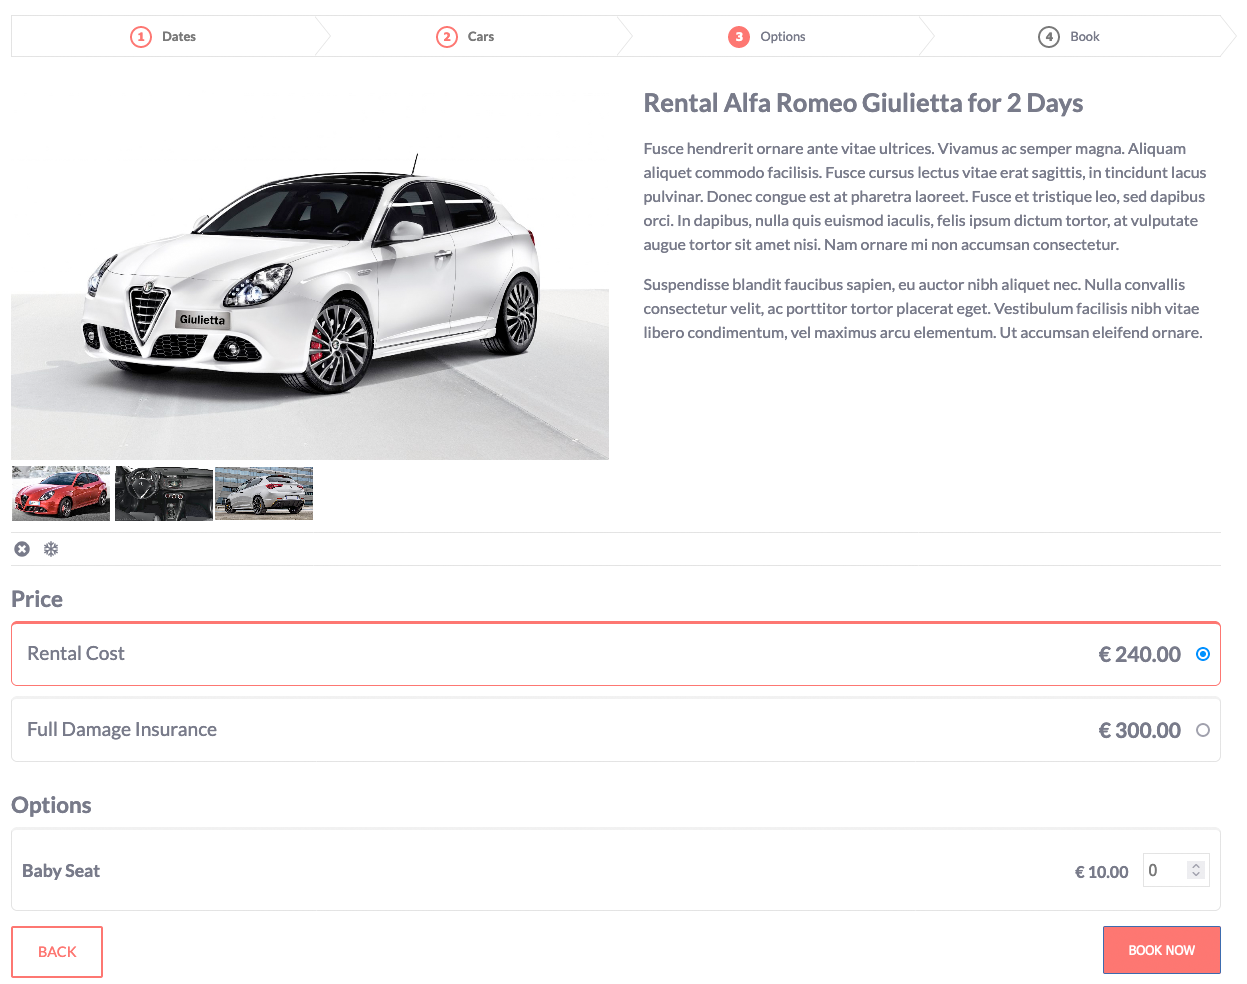 1 Dates
2 Cars
3 Options
4 Book
Rental Alfa Romeo Giulietta for 2 Days
Fusce hendrerit ornare ante vitae ultrices. Vivamus ac semper magna. Aliquam
aliquet commodo facilisis. Fusce cursus lectus vitae erat sagittis, in tincidunt lacus
pulvinar. Donec congue est at pharetra laoreet. Fusce et tristique leo, sed dapibus
orci. In dapibus, nulla quis euismod iaculis, felis ipsum dictum tortor, at vulputate
augue tortor sit amet nisi. Nam ornare mi non accumsan consectetur.
Suspendisse blandit faucibus sapien, eu auctor nibh aliquet nec. Nulla convallis
consectetur velit, ac porttitor tortor placerat eget. Vestibulum facilisis nibh vitae
libero condimentum, vel maximus arcu elementum. Ut accumsan eleifend ornare.
Giulietta
Price
Rental Cost € 240.00
Full Damage Insurance € 300.00
Options
Baby Seat € 10.00 0
BACK
BOOK NOW